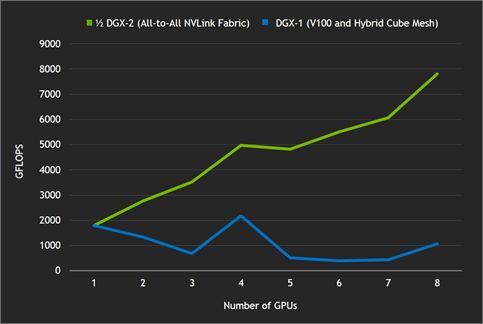 ½ DGX-2 (All-to-All NVLink Fabric) DGX-1 (V100 and Hybrid Cube Mesh)
9000
8000
7000
6000
5000
4000
3000
2000
1000
0
GFLOPS
1 2 3 4 5 6 7 8
Number of GPUs